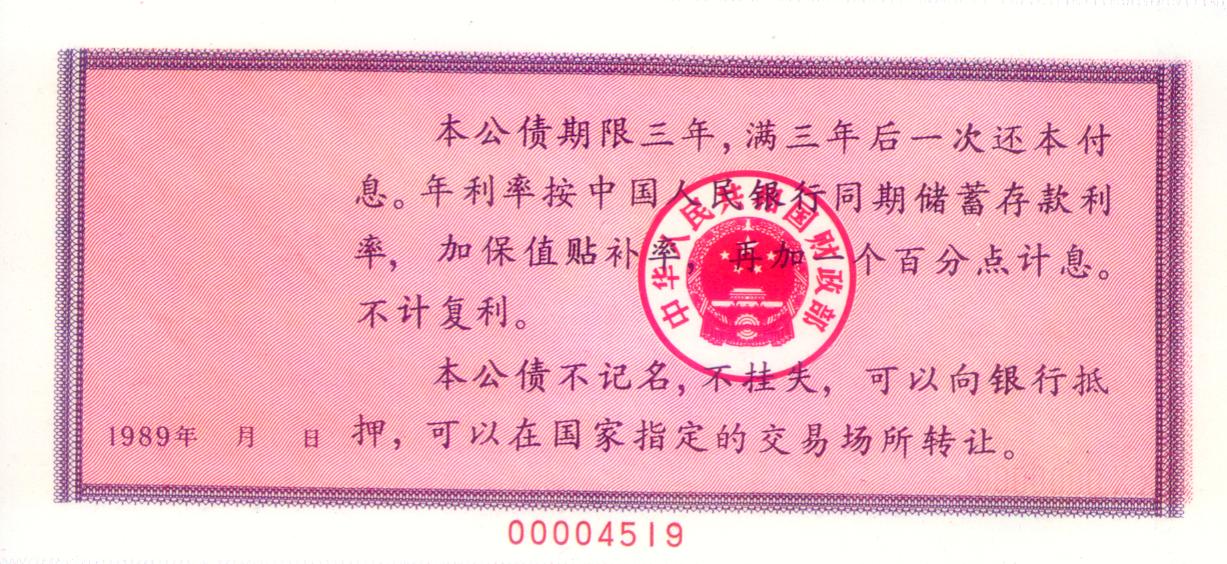 本公债期限三年,满三年后一次还本付
息。年利率按中国人民银行同期储蓄存款利
率,加保值贴补率,再加一个百分点计息。
不计复利。
本公债不记名,不挂失,可以向银行抵
押,可以在国家指定的交易场所转让。
1989年 月 日
中华人民共和国财政部
00004519